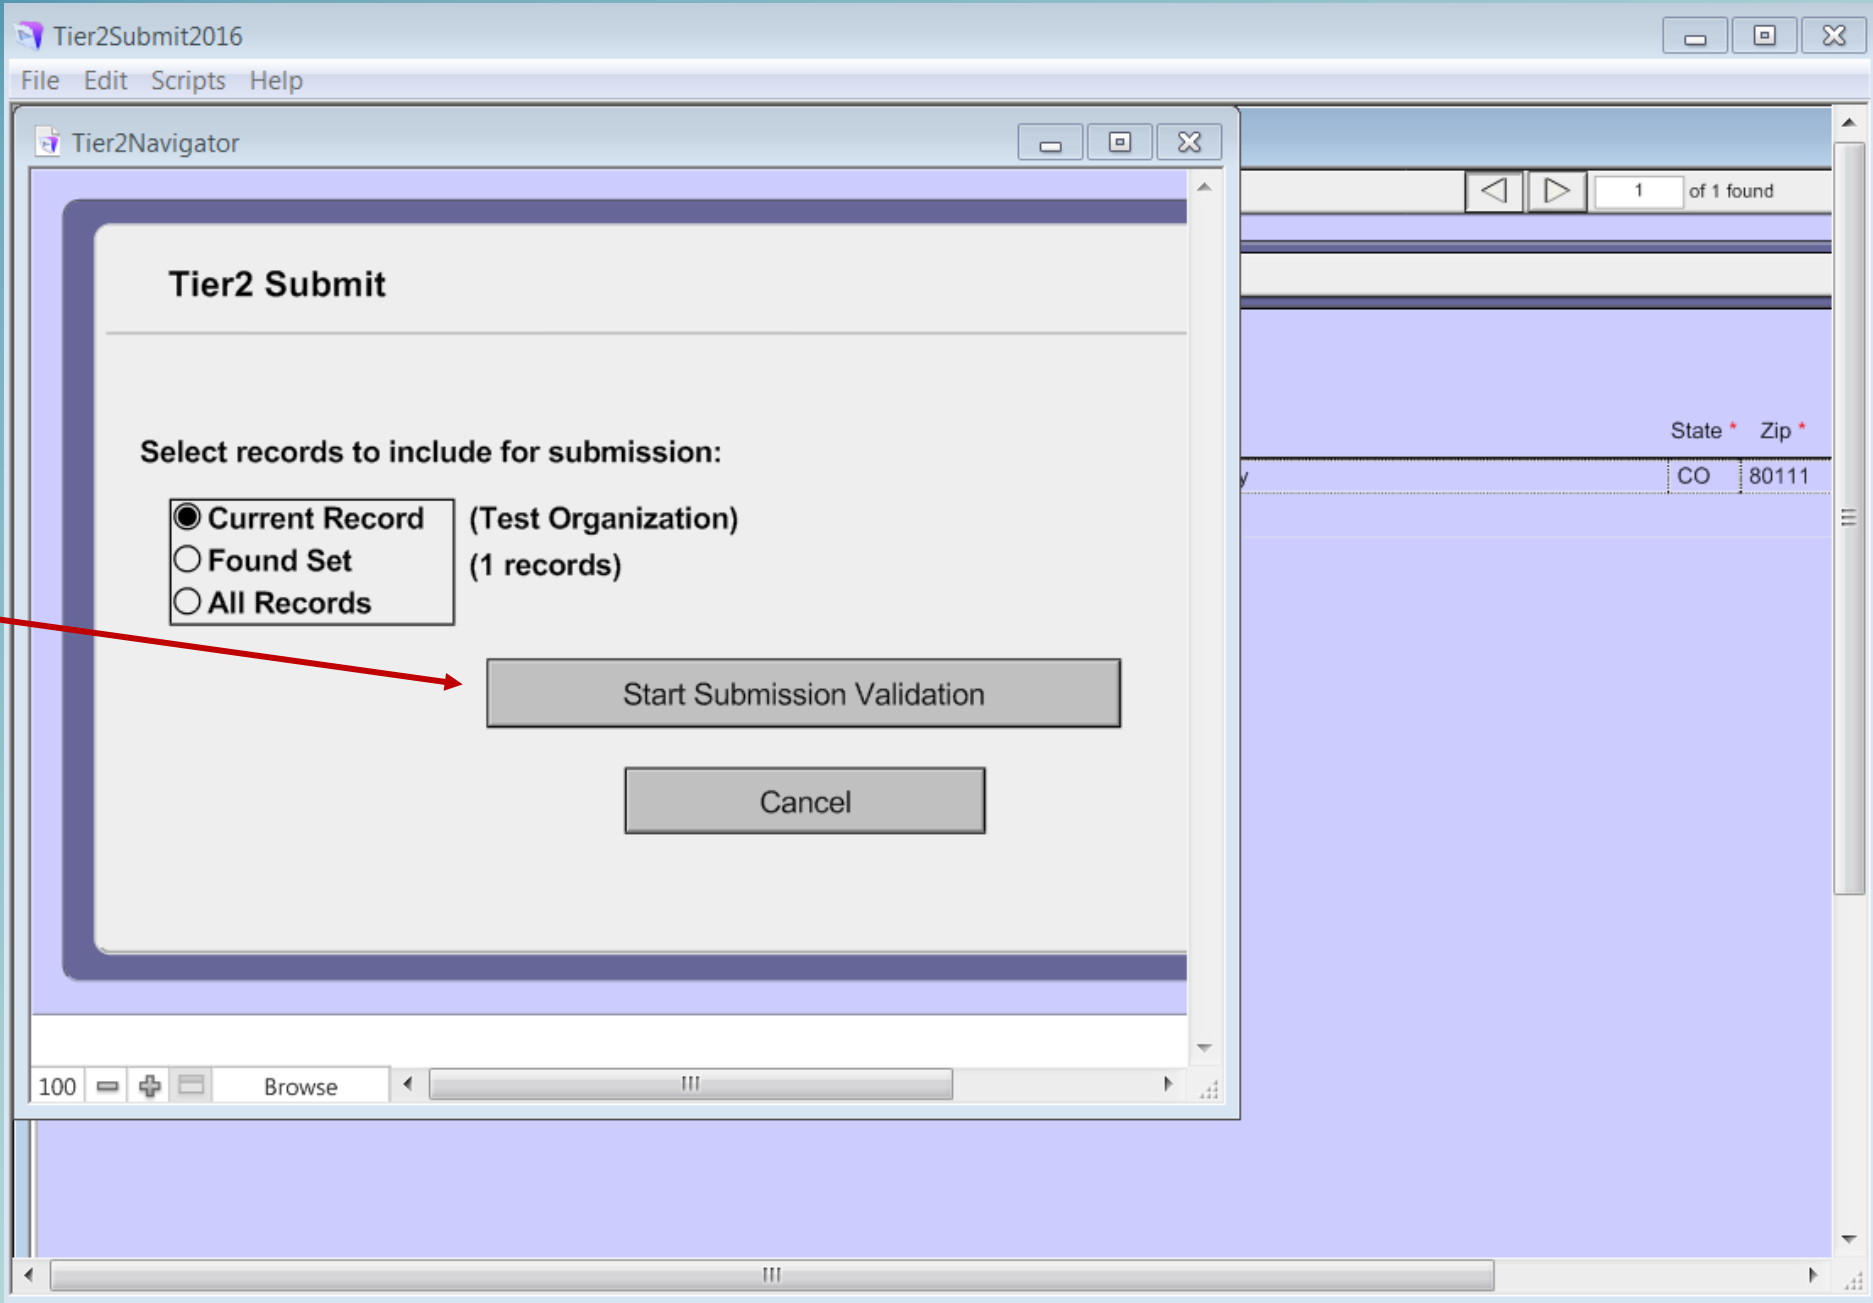 Tier2Submit2016
File Edit Scripts Help
Tier2Navigator
1 of 1 found
Tier2 Submit
State * Zip *
Select records to include for submission:
y CO 80111
Current Record (Test Organization)
Found Set (1 records)
All Records
Start Submission Validation
Cancel
100 Browse